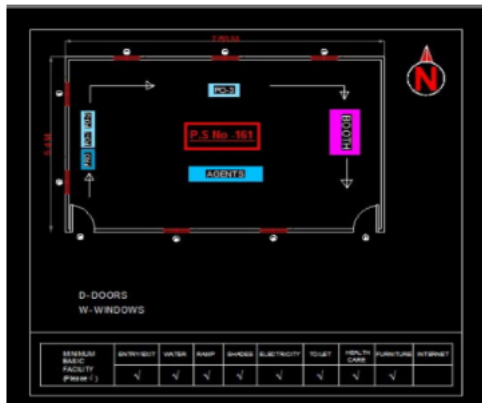 N
PO-3
P.S No -161
BOOTH
AGENTS
D-DOORS
W-WINDOWS
MINIMUM BASIC FACILITY (Please √) ENTRY/EXIT WATER RAMP SHADES ELECTRICITY TOILET HEALTH CARE FURNITURE INTERNET
√ √ √ √ √ √ √ √